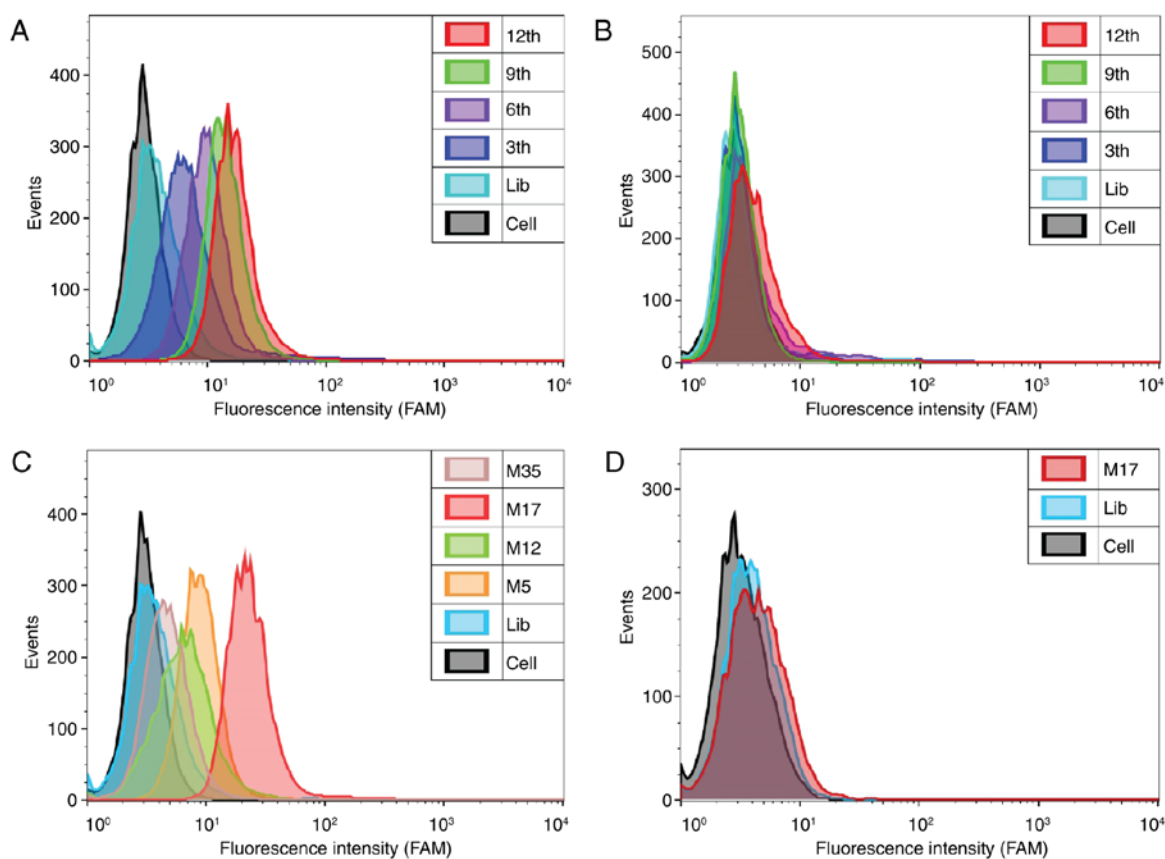 A
Events
400
300
200
100
0
10⁰
10¹
10²
10³
10⁴
Fluorescence intensity (FAM)
12th
9th
6th
3th
Lib
Cell
B
Events
500
400
300
200
100
0
10⁰
10¹
10²
10³
10⁴
Fluorescence intensity (FAM)
12th
9th
6th
3th
Lib
Cell
C
Events
400
300
200
100
0
10⁰
10¹
10²
10³
10⁴
Fluorescence intensity (FAM)
M35
M17
M12
M5
Lib
Cell
D
Events
300
200
100
0
10⁰
10¹
10²
10³
10⁴
Fluorescence intensity (FAM)
M17
Lib
Cell